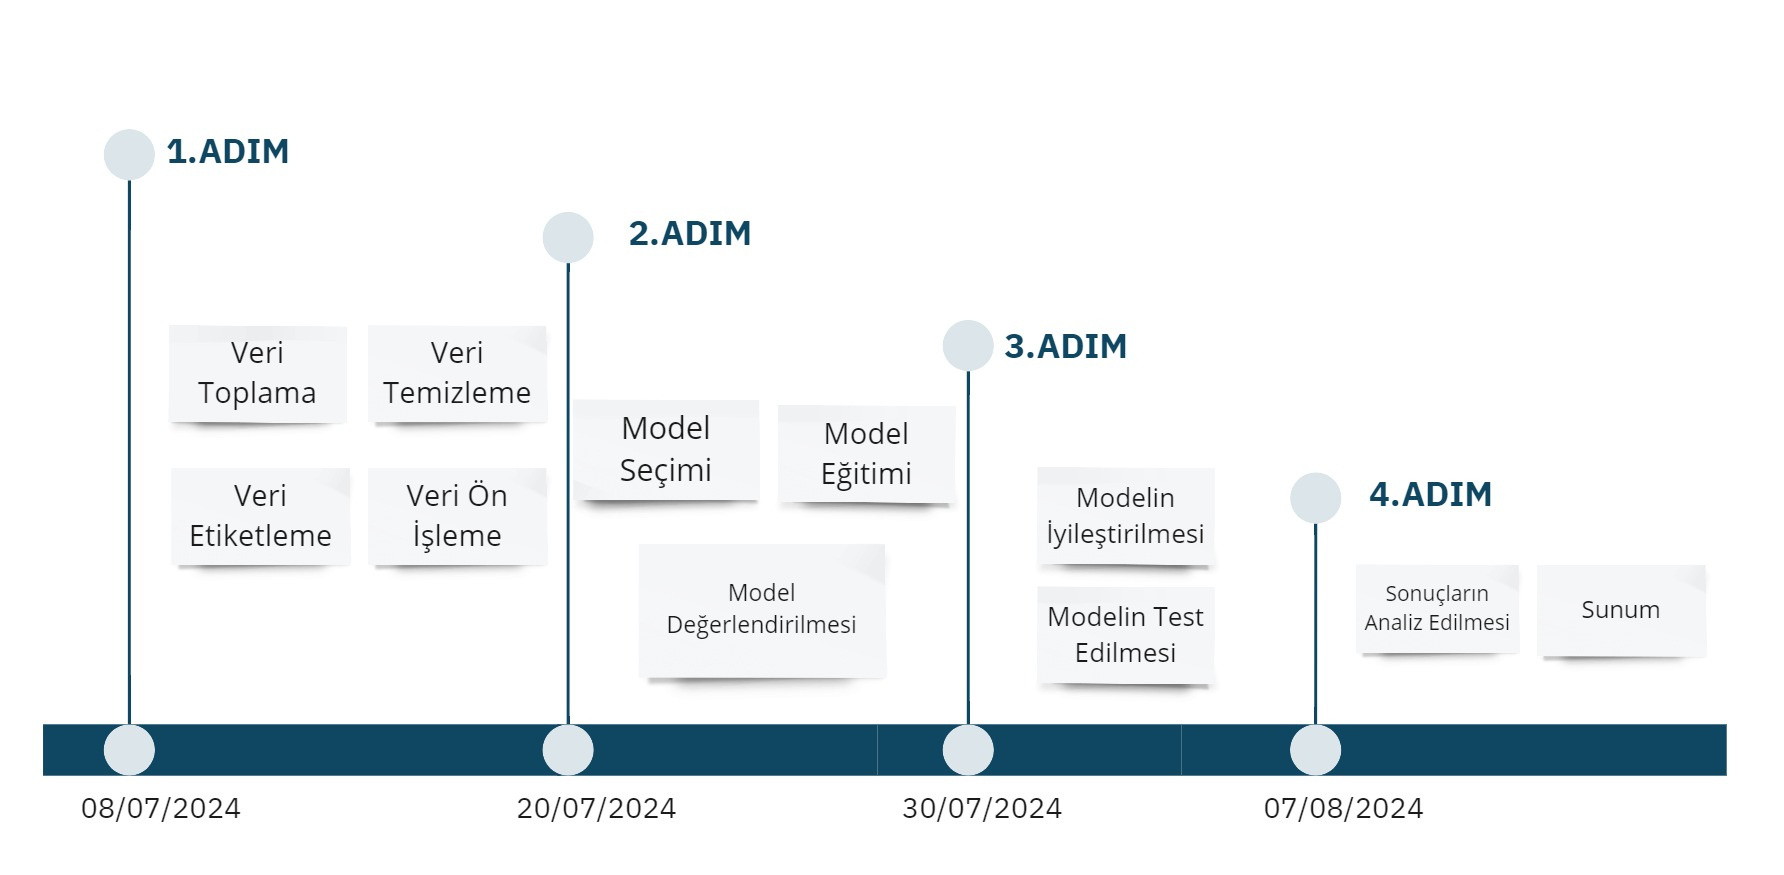 1.ADIM
Veri
Toplama
Veri
Temizleme
Veri
Etiketleme
Veri Ön
İşleme
2.ADIM
Model
Seçimi
Model
Eğitimi
Model
Değerlendirilmesi
3.ADIM
Modelin
İyileştirilmesi
Modelin Test
Edilmesi
4.ADIM
Sonuçların
Analiz Edilmesi
Sunum
08/07/2024
20/07/2024
30/07/2024
07/08/2024